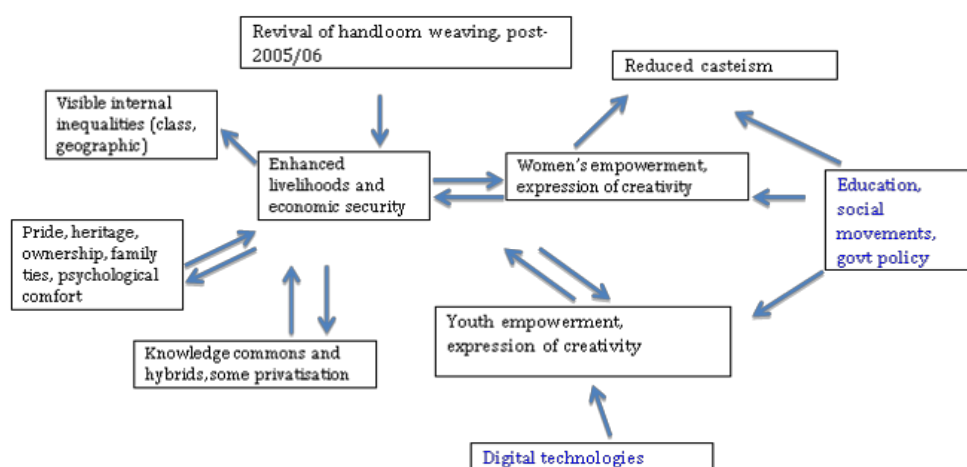 Revival of handloom weaving, post-
2005/06
Reduced casteism
Visible internal
inequalities (class,
geographic)
Enhanced
livelihoods and
economic security
Women's empowerment,
expression of creativity
Education,
social
movements,
govt policy
Pride, heritage,
ownership, family
ties, psychological
comfort
Youth empowerment,
expression of creativity
Knowledge commons and
hybrids,some privatisation
Digital technologies